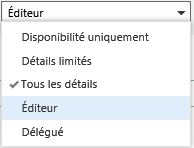 Éditeur
Disponibilité uniquement
Détails limités
Tous les détails
Éditeur
Délégué